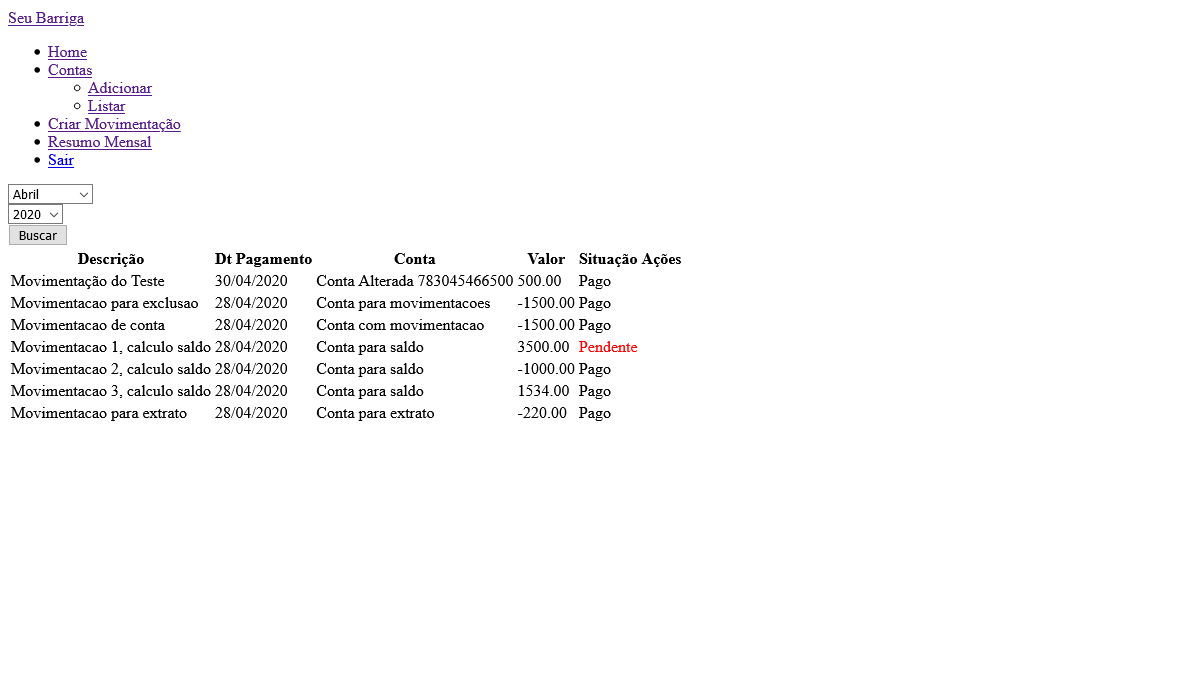 Seu Barriga
Home
Contas
Adicionar
Listar
Criar Movimentação
Resumo Mensal
Sair
Abril
2020
Buscar
Descrição Dt Pagamento Conta Valor Situação Ações
Movimentação do Teste 30/04/2020 Conta Alterada 783045466500 500.00 Pago
Movimentacao para exclusao 28/04/2020 Conta para movimentacoes -1500.00 Pago
Movimentacao de conta 28/04/2020 Conta com movimentacao -1500.00 Pago
Movimentacao 1, calculo saldo 28/04/2020 Conta para saldo 3500.00 Pendente
Movimentacao 2, calculo saldo 28/04/2020 Conta para saldo -1000.00 Pago
Movimentacao 3, calculo saldo 28/04/2020 Conta para saldo 1534.00 Pago
Movimentacao para extrato 28/04/2020 Conta para extrato -220.00 Pago